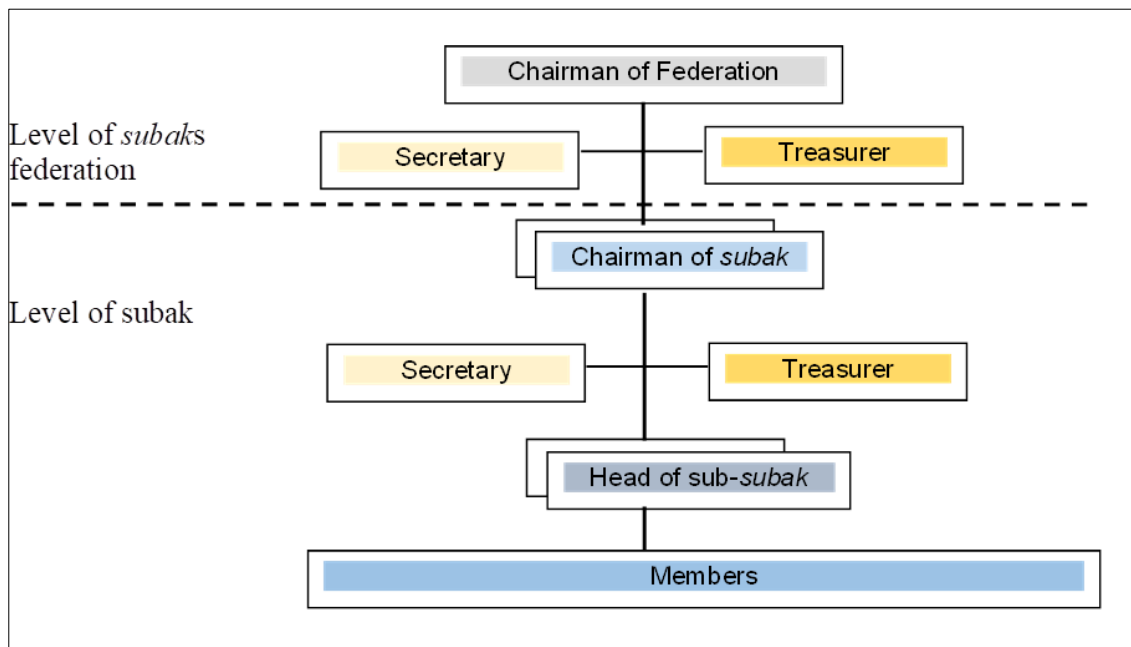 Chairman of Federation
Level of subaks
federation
Secretary
Treasurer
Chairman of subak
Level of subak
Secretary
Treasurer
Head of sub-subak
Members